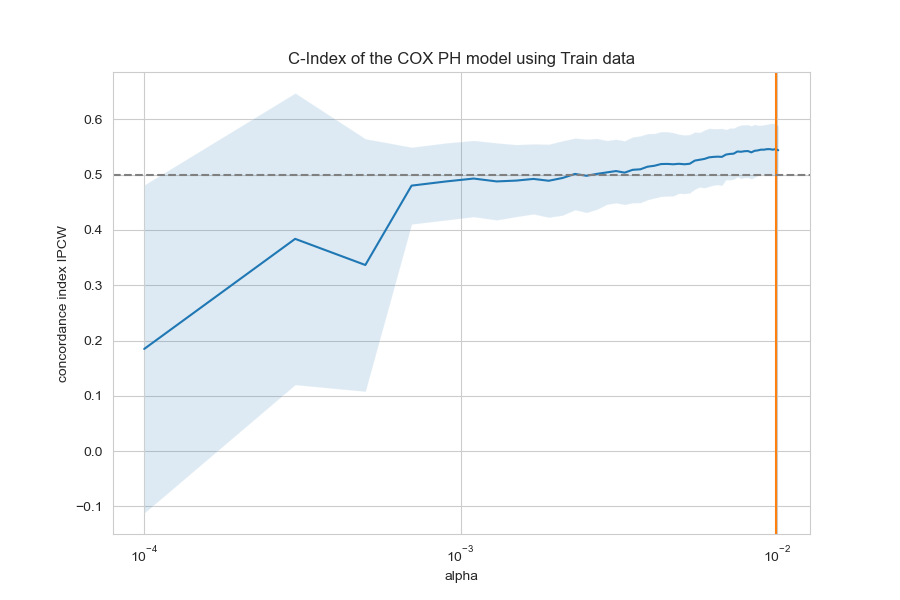 C-Index of the COX PH model using Train data
concordance index IPCW
0.6
0.5
0.4
0.3
0.2
0.1
0.0
−0.1
10⁻⁴ 10⁻³ 10⁻²
alpha